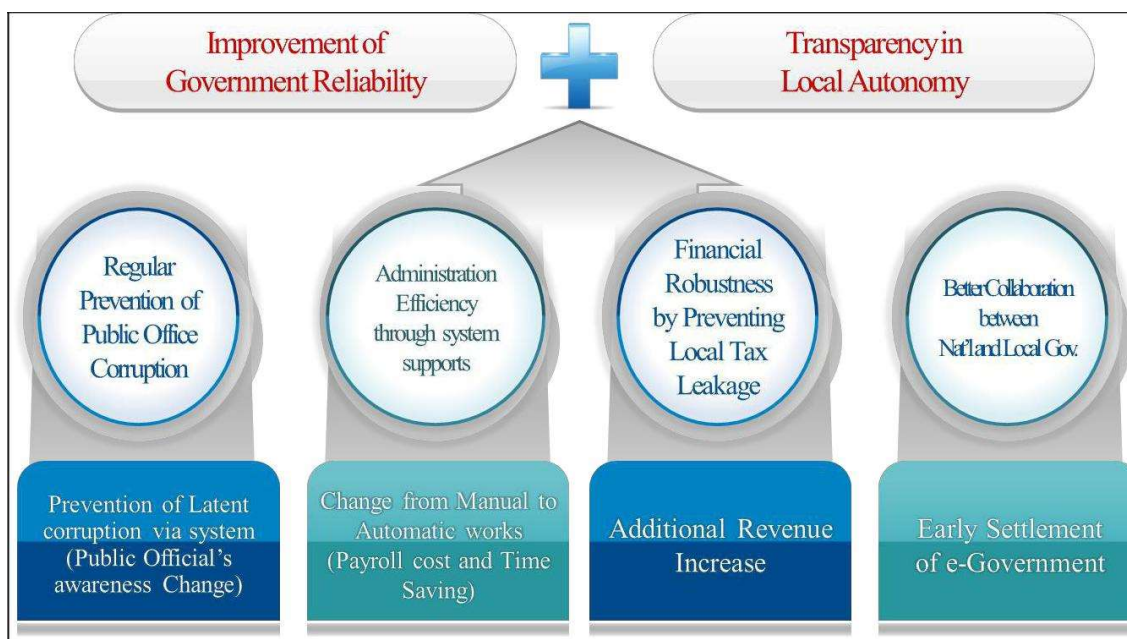 Improvement of
Government Reliability
Transparency in
Local Autonomy
Regular
Prevention of
Public Office
Corruption
Administration
Efficiency
through system
supports
Financial
Robustness
by Preventing
Local Tax
Leakage
Better Collaboration
between
Nat'l and Local Gov.
Prevention of Latent
corruption via system
(Public Official's
awareness Change)
Change from Manual to
Automatic works
(Payroll cost and Time
Saving)
Additional Revenue
Increase
Early Settlement
of e-Government